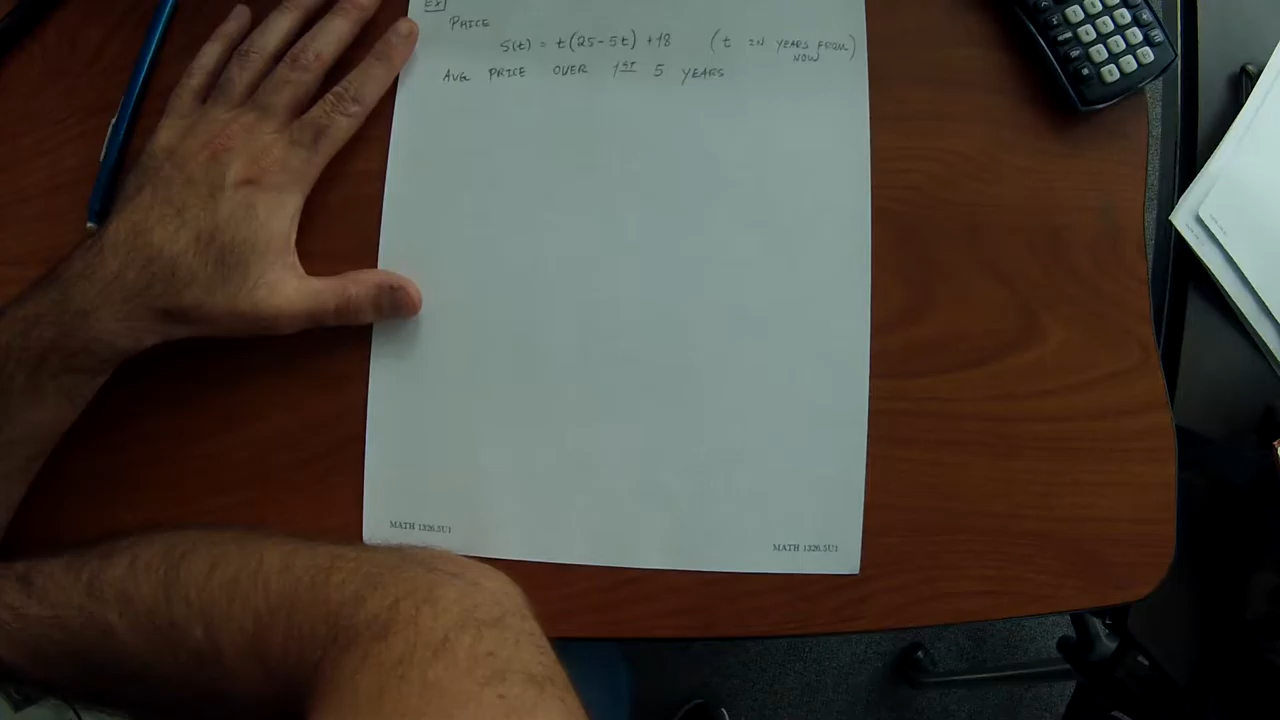 EX
PRICE
S(t) = t(25-5t) +18 (t IN YEARS FROM NOW)
AVG PRICE OVER 1ST 5 YEARS
MATH 1326.5U1
MATH 1326.5U1